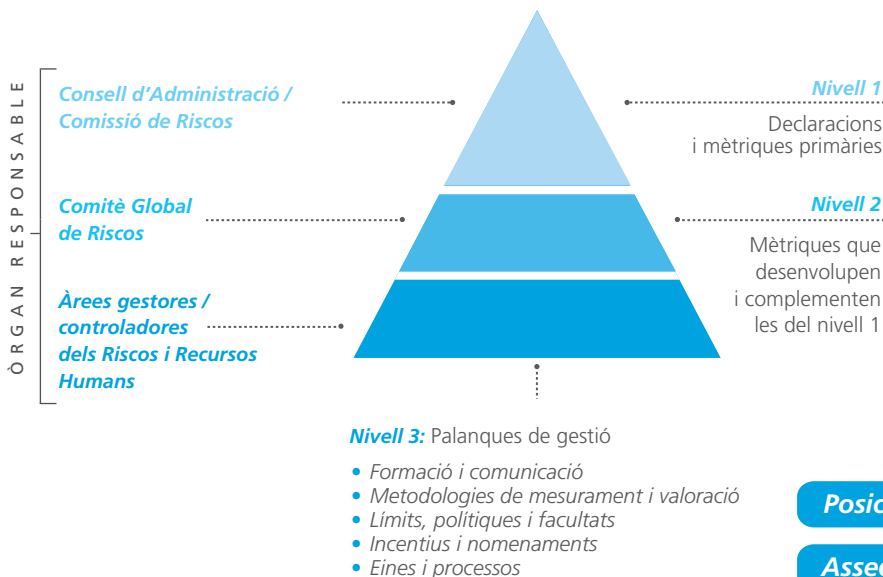 ÒRGAN RESPONSABLE
Consell d'Administració /
Comissió de Riscos
Nivell 1
Declaracions
i mètriques primàries
Comitè Global
de Riscos
Nivell 2
Mètriques que
desenvolupen
i complementen
les del nivell 1
Àrees gestores /
controladores
dels Riscos i Recursos
Humans
Nivell 3: Palanques de gestió
• Formació i comunicació
• Metodologies de mesurament i valoració
• Límits, polítiques i facultats
• Incentius i nomenaments
• Eines i processos